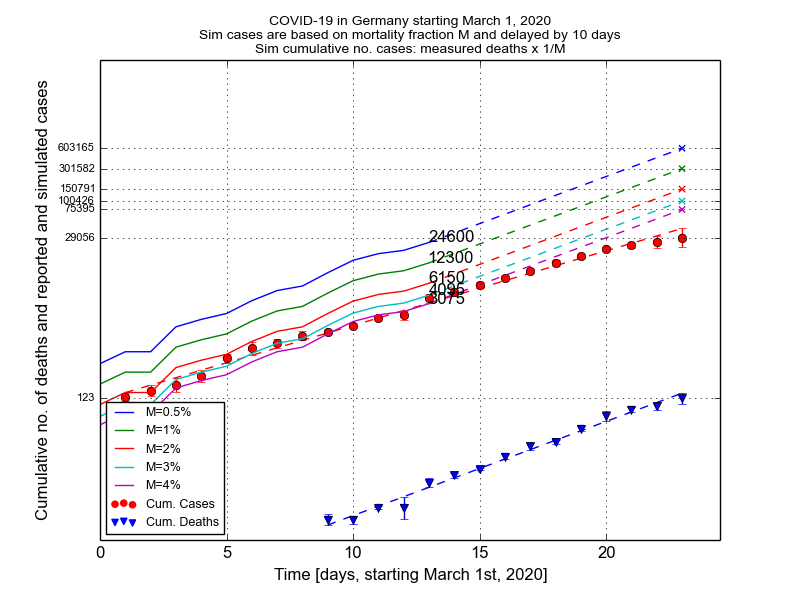 COVID-19 in Germany starting March 1, 2020
Sim cases are based on mortality fraction M and delayed by 10 days
Sim cumulative no. cases: measured deaths x 1/M
Cumulative no. of deaths and reported and simulated cases
603165
301582
150791
100426
75395
29056
123
24600
12300
6150
4095
3075
M=0.5%
M=1%
M=2%
M=3%
M=4%
Cum. Cases
Cum. Deaths
0 5 10 15 20
Time [days, starting March 1st, 2020]